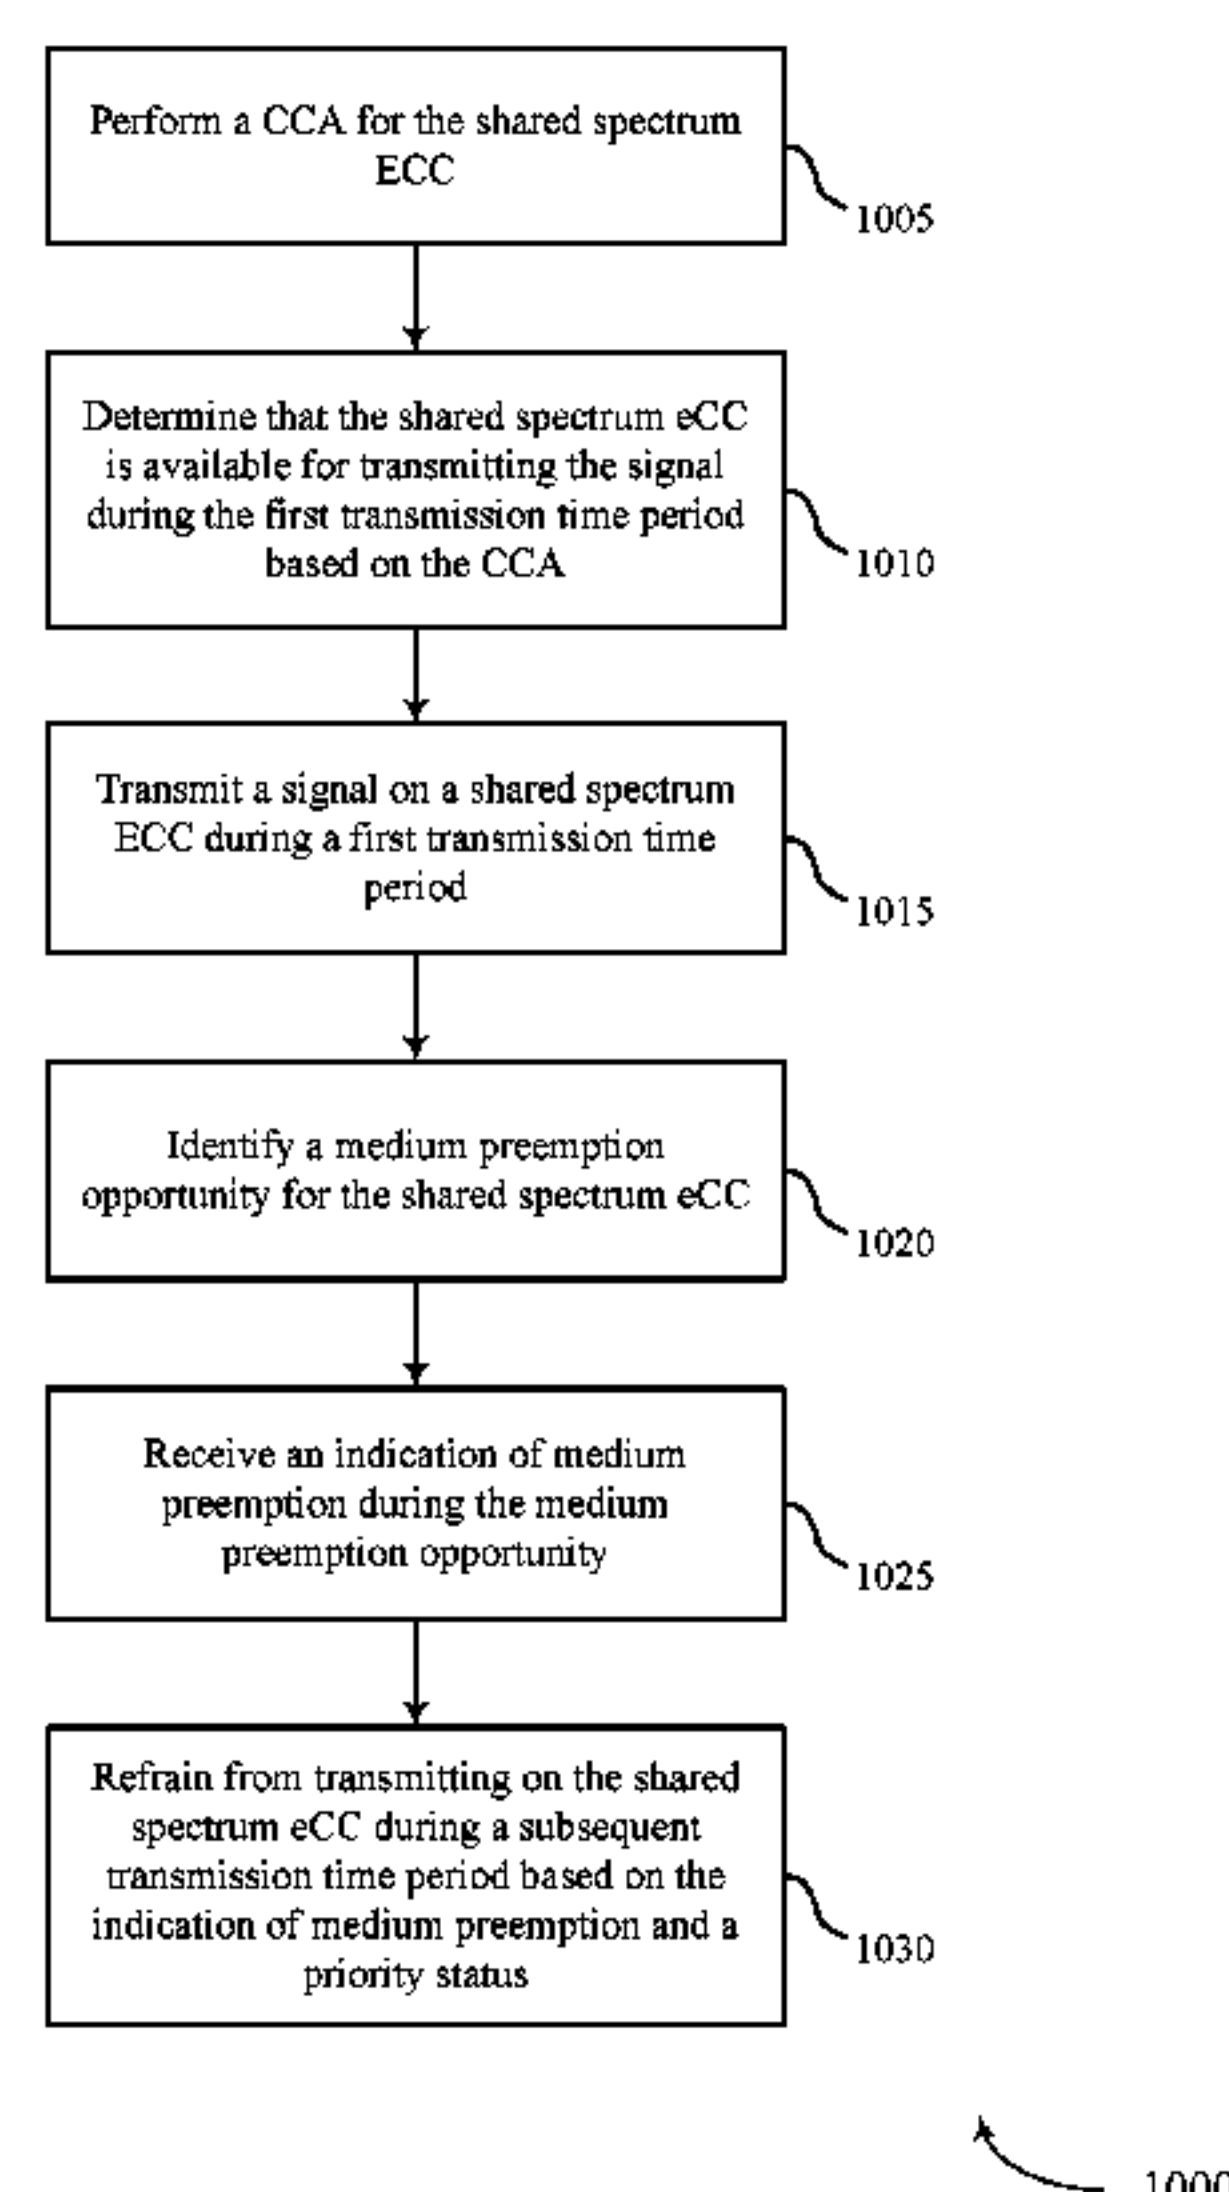 Perform a CCA for the shared spectrum
ECC
1005
Determine that the shared spectrum eCC
is available for transmitting the signal
during the first transmission time period
based on the CCA
1010
Transmit a signal on a shared spectrum
ECC during a first transmission time
period
1015
Identify a medium preemption
opportunity for the shared spectrum eCC
1020
Receive an indication of medium
preemption during the medium
preemption opportunity
1025
Refrain from transmitting on the shared
spectrum eCC during a subsequent
transmission time period based on the
indication of medium preemption and a
priority status
1030
1000